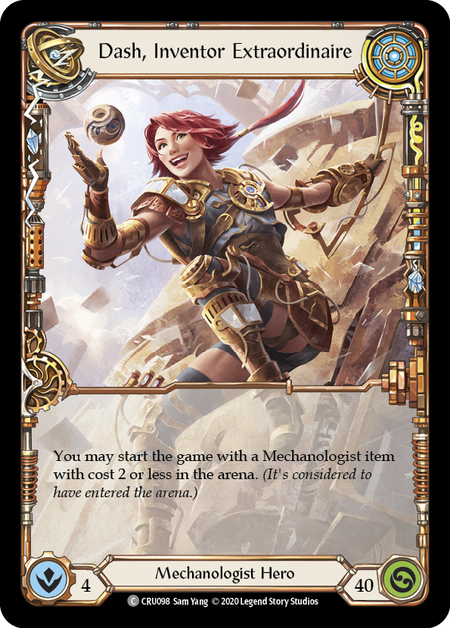 Dash, Inventor Extraordinaire
You may start the game with a Mechanologist item
with cost 2 or less in the arena. (It's considered to
have entered the arena.)
4
Mechanologist Hero
40
C CRU098 Sam Yang © 2020 Legend Story Studios